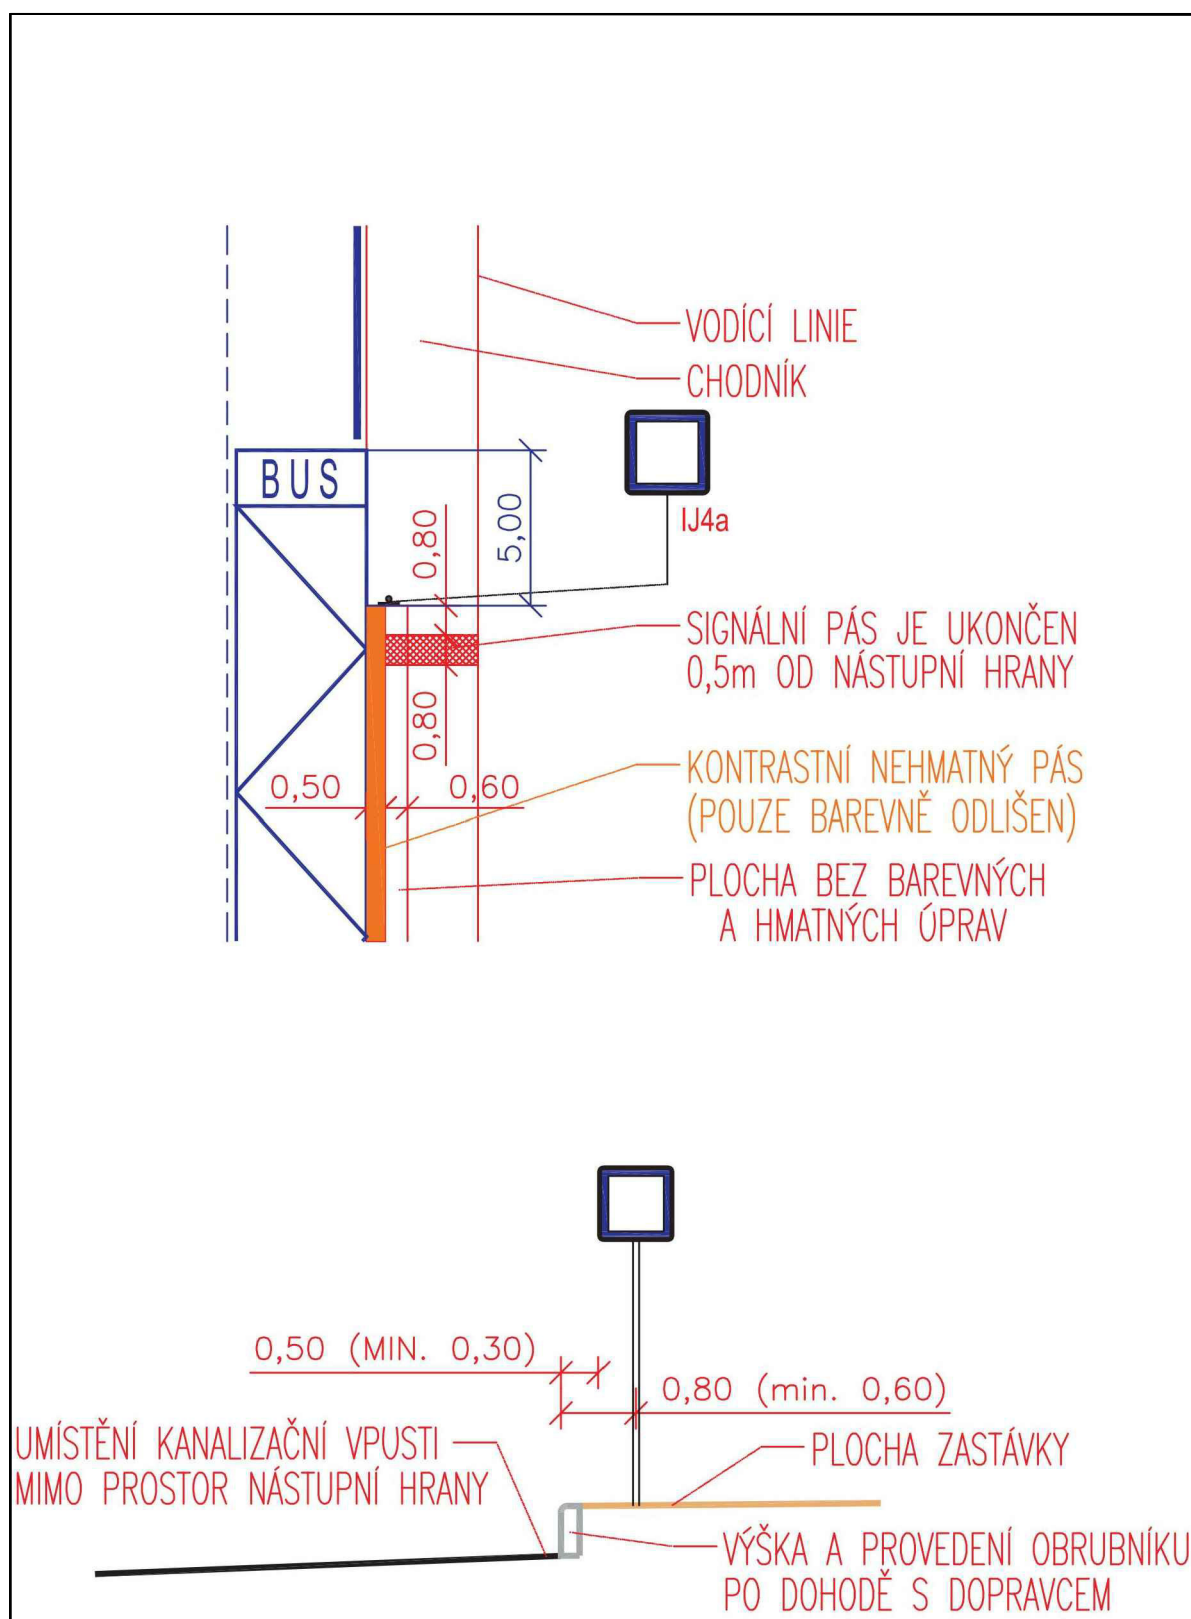 VODÍCÍ LINIE
CHODNÍK
BUS
5,00
0,80
IJ4a
SIGNÁLNÍ PÁS JE UKONČEN
0,5m OD NÁSTUPNÍ HRANY
0,80
KONTRASTNÍ NEHMATNÝ PÁS
(POUZE BAREVNĚ ODLIŠEN)
0,50
0,60
PLOCHA BEZ BAREVNÝCH
A HMATNÝCH ÚPRAV
0,50 (MIN. 0,30)
0,80 (min. 0,60)
UMÍSTĚNÍ KANALIZAČNÍ VPUSTI
MIMO PROSTOR NÁSTUPNÍ HRANY
PLOCHA ZASTÁVKY
VÝŠKA A PROVEDENÍ OBRUBNÍKU
PO DOHODĚ S DOPRAVCEM